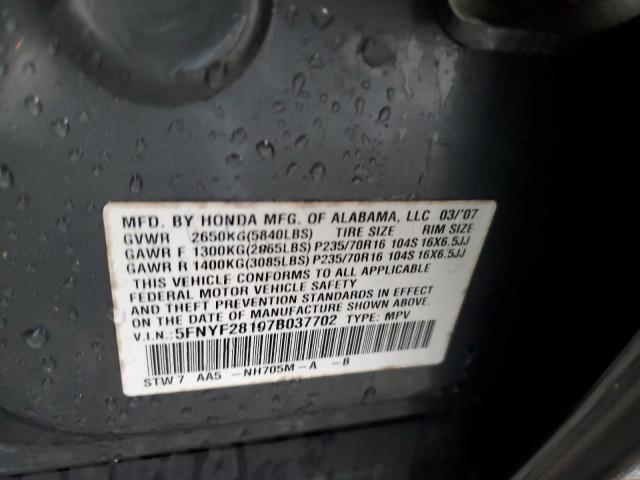 MFD. BY HONDA MFG. OF ALABAMA, LLC 03/'07
GVWR 2650KG(5840LBS) TIRE SIZE RIM SIZE
GAWR F 1300KG(2865LBS) P235/70R16 104S 16X6.5JJ
GAWR R 1400KG(3085LBS) P235/70R16 104S 16X6.5JJ
THIS VEHICLE CONFORMS TO ALL APPLICABLE
FEDERAL MOTOR VEHICLE SAFETY
AND THEFT PREVENTION STANDARDS IN EFFECT
ON THE DATE OF MANUFACTURE SHOWN ABOVE.
V.I.N.: 5FNYF28197B037702 TYPE: MPV
STW7 AA5 -NH705M-A -B